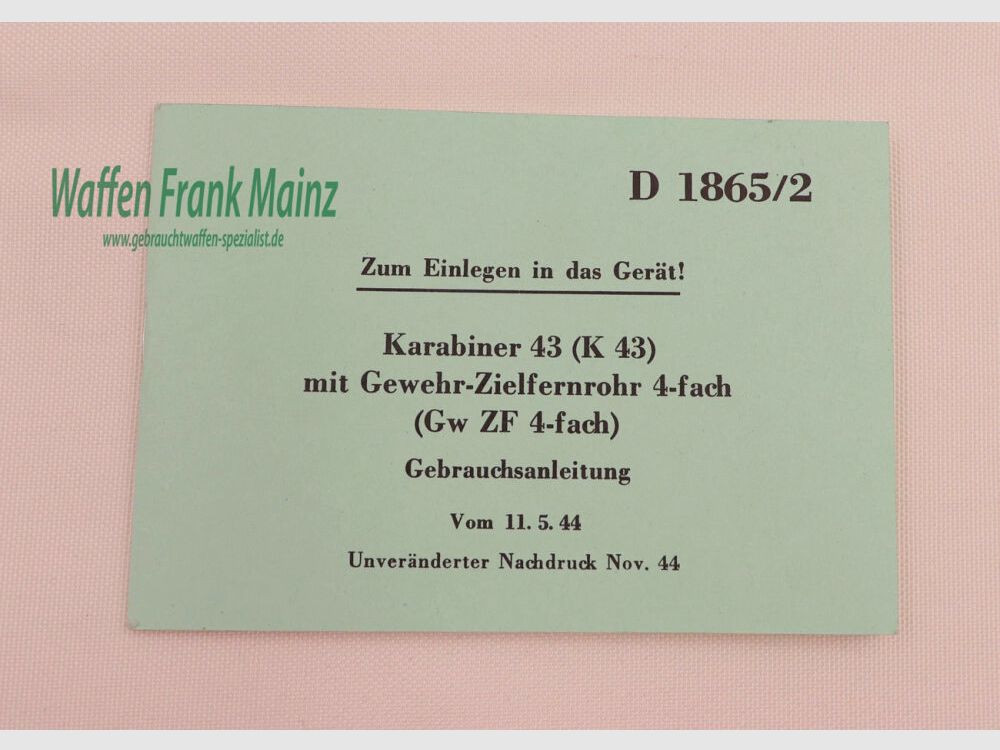 Waffen Frank Mainz
www.gebrauchtwaffen-spezialist.de
D 1865/2
Zum Einlegen in das Gerät!
Karabiner 43 (K 43)
mit Gewehr-Zielfernrohr 4-fach
(Gw ZF 4-fach)
Gebrauchsanleitung
Vom 11. 5. 44
Unveränderter Nachdruck Nov. 44